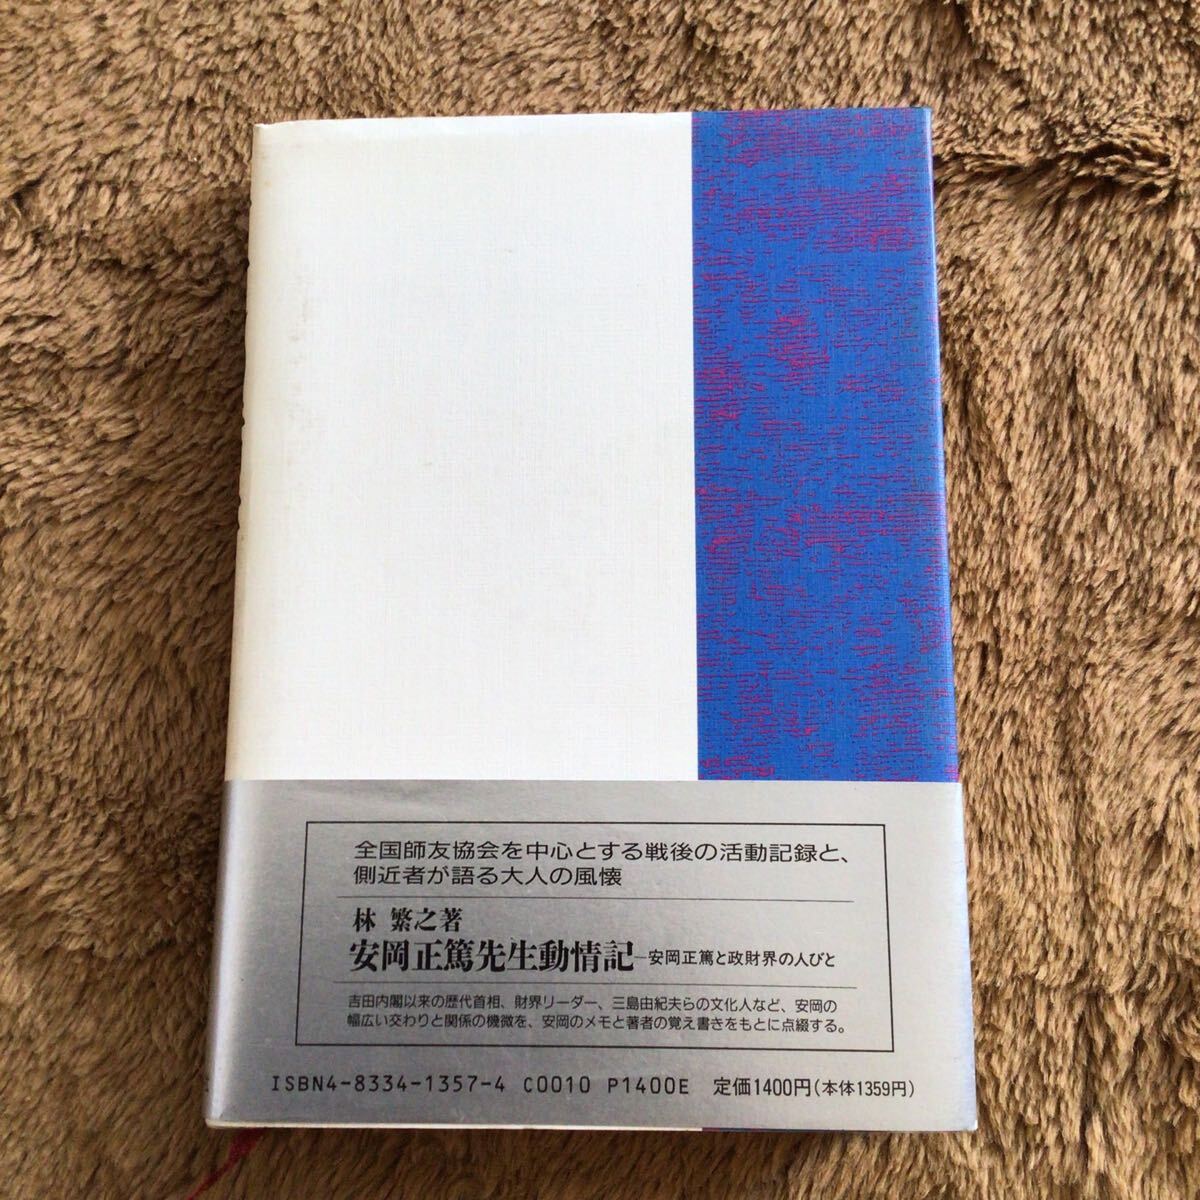 全国師友協会を中心とする戦後の活動記録と、
側近者が語る大人の風懐
林 繁之著
安岡正篤先生動情記―安岡正篤と政財界の人びと
吉田内閣以来の歴代首相、財界リーダー、三島由紀夫らの文化人など、安岡の
幅広い交わりと関係の機微を、安岡のメモと著者の覚え書きをもとに点綴する。
ISBN4-8334-1357-4 C0010 P1400E 定価1400円(本体1359円)